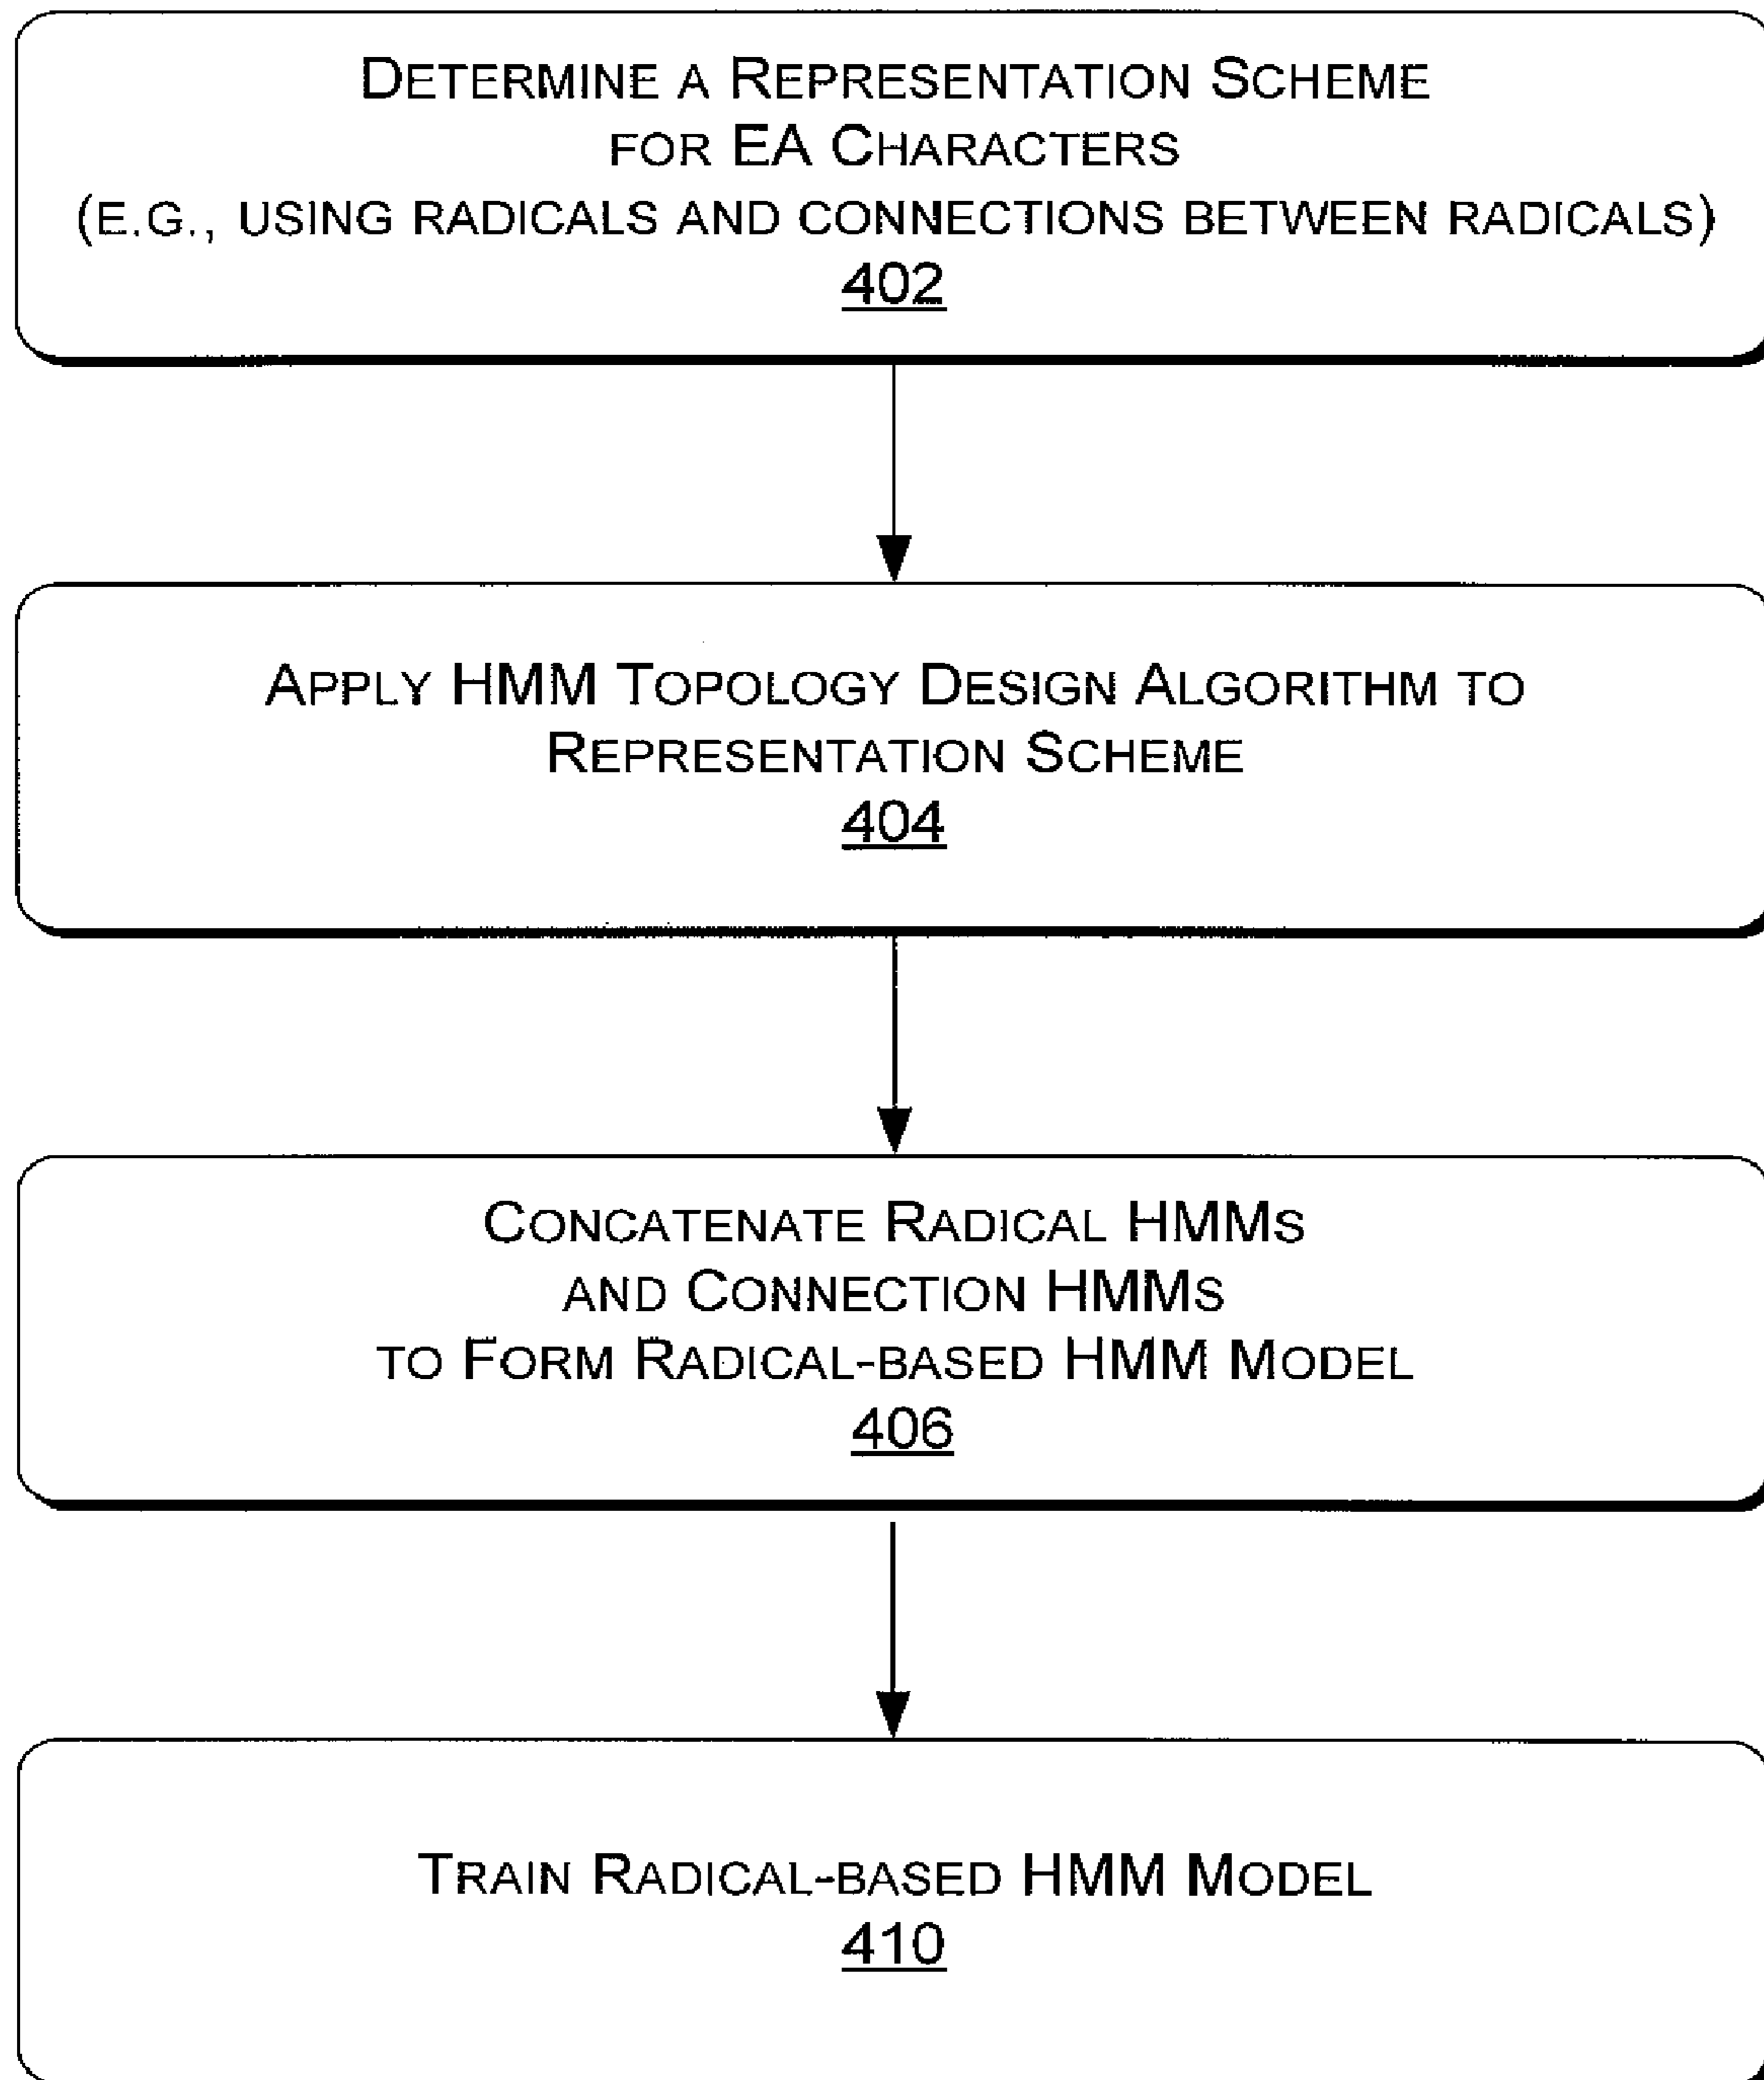 DETERMINE A REPRESENTATION SCHEME
FOR EA CHARACTERS
(E.G., USING RADICALS AND CONNECTIONS BETWEEN RADICALS)
402
APPLY HMM TOPOLOGY DESIGN ALGORITHM TO
REPRESENTATION SCHEME
404
CONCATENATE RADICAL HMMS
AND CONNECTION HMMS
TO FORM RADICAL-BASED HMM MODEL
406
TRAIN RADICAL-BASED HMM MODEL
410